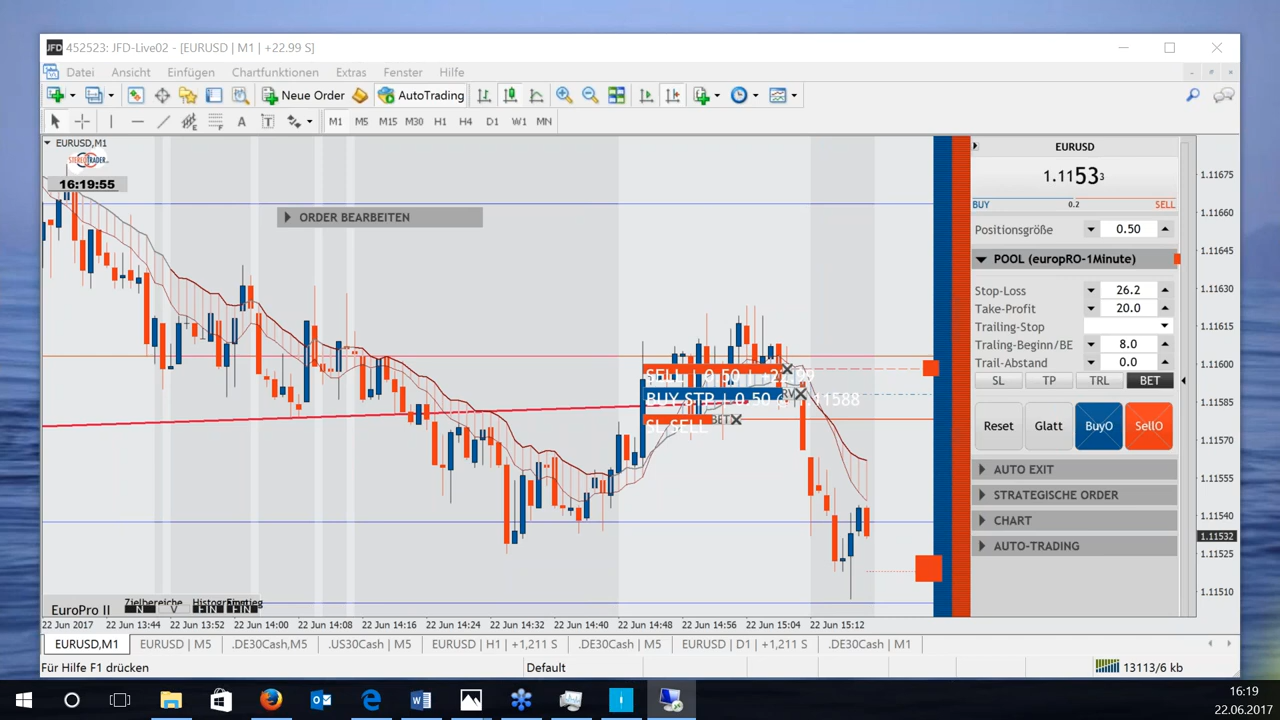 452523: JFD-Live02 - [EURUSD | M1 | +22.99 S]
Datei Ansicht Einfügen Chartfunktionen Extras Fenster Hilfe
Neue Order AutoTrading
A T M1 M5 M15 M30 H1 H4 D1 W1 MN
EURUSD,M1
STEREOTRADER
16:19:55
ORDER BEARBEITEN
SELL
BUY STP | 0.50 @ 1.11588
RV
SL SELL
BET
EURUSD
1.11533
BUY 0.2 SELL
Positionsgröße 0.50
POOL (europRO-1Minute)
Stop-Loss 26.2
Take-Profit 20.0
Trailing-Stop
Traling-Beginn/BE 8.0
Trail-Abstand 0.0
SL TP TRL BET
Reset Glatt BuyO SellO
AUTO EXIT
STRATEGISCHE ORDER
CHART
AUTO-TRADING
1.11675
1.11660
1.11645
1.11630
1.11615
1.11600
1.11585
1.11570
1.11555
1.11540
1.11532
1.11525
1.11510
EuroPro II
Zielbereiche
N V FIN FIN
22 Jun 2017 22 Jun 13:44 22 Jun 13:52 22 Jun 14:00 22 Jun 14:08 22 Jun 14:16 22 Jun 14:24 22 Jun 14:32 22 Jun 14:40 22 Jun 14:48 22 Jun 14:56 22 Jun 15:04 22 Jun 15:12
EURUSD,M1 EURUSD | M5 .DE30Cash,M5 .US30Cash | M5 EURUSD | H1 | +1,211 S .DE30Cash | M5 EURUSD | D1 | +1,211 S .DE30Cash | M1
Für Hilfe F1 drücken Default 13113/6 kb
16:19
22.06.2017